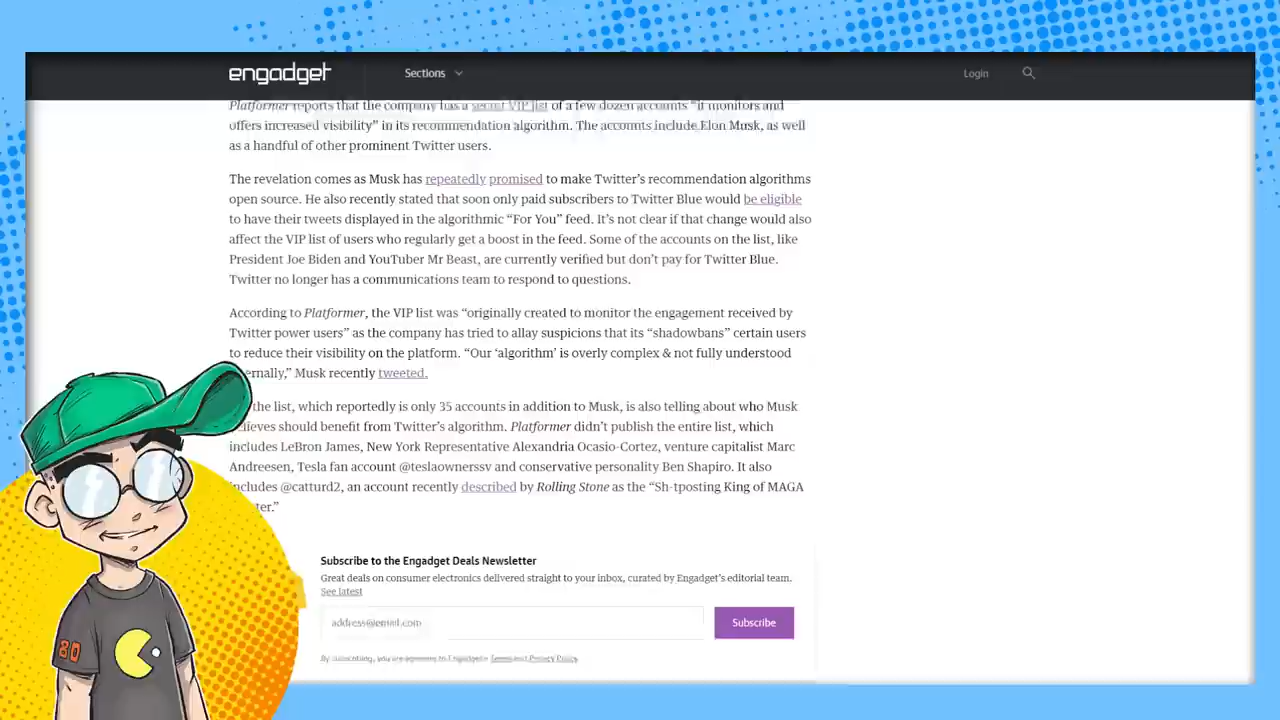 engadget
Sections
Login
Platformer reports that the company has a secret VIP list of a few dozen accounts “it monitors and
offers increased visibility” in its recommendation algorithm. The accounts include Elon Musk, as well
as a handful of other prominent Twitter users.
The revelation comes as Musk has repeatedly promised to make Twitter’s recommendation algorithms
open source. He also recently stated that soon only paid subscribers to Twitter Blue would be eligible
to have their tweets displayed in the algorithmic “For You” feed. It’s not clear if that change would also
affect the VIP list of users who regularly get a boost in the feed. Some of the accounts on the list, like
President Joe Biden and YouTuber Mr Beast, are currently verified but don’t pay for Twitter Blue.
Twitter no longer has a communications team to respond to questions.
According to Platformer, the VIP list was “originally created to monitor the engagement received by
Twitter power users” as the company has tried to allay suspicions that its “shadowbans” certain users
to reduce their visibility on the platform. “Our ‘algorithm’ is overly complex & not fully understood
ernally,” Musk recently tweeted.
the list, which reportedly is only 35 accounts in addition to Musk, is also telling about who Musk
elieves should benefit from Twitter’s algorithm. Platformer didn’t publish the entire list, which
includes LeBron James, New York Representative Alexandria Ocasio-Cortez, venture capitalist Marc
Andreesen, Tesla fan account @teslaownerssv and conservative personality Ben Shapiro. It also
includes @catturd2, an account recently described by Rolling Stone as the “Sh-tposting King of MAGA
ter.”
Subscribe to the Engadget Deals Newsletter
Great deals on consumer electronics delivered straight to your inbox, curated by Engadget’s editorial team.
See latest
address@email.com
Subscribe
By subscribing, you are agreeing to Engadget's Terms and Privacy Policy.
80